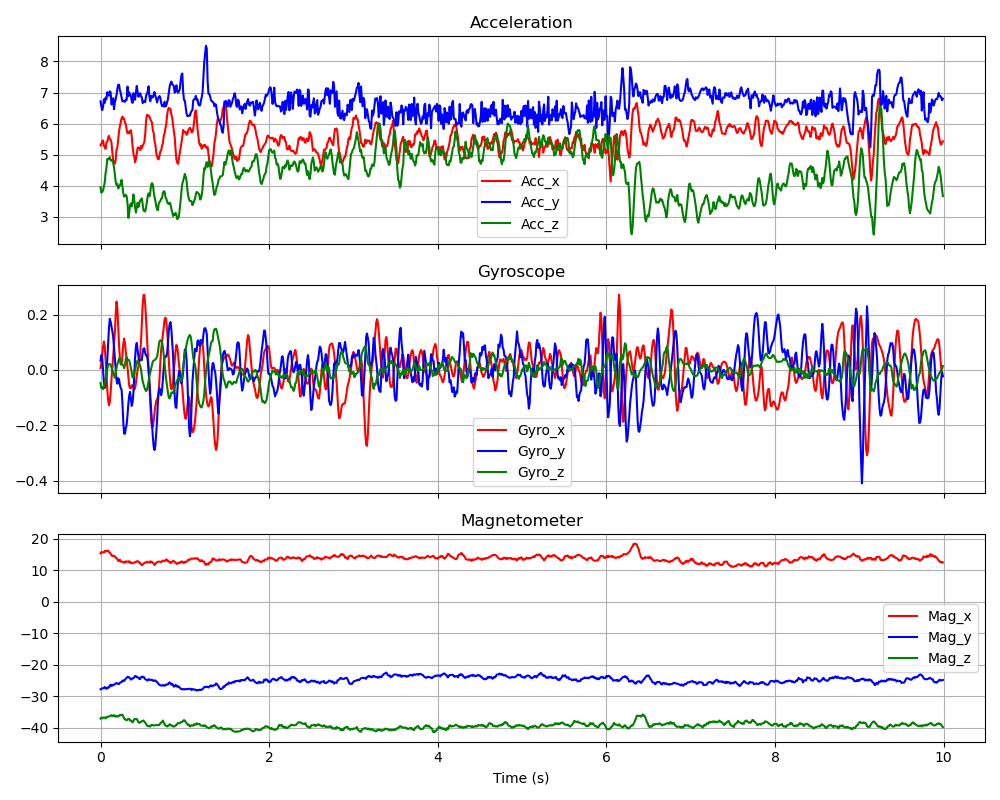 Acceleration
8
7
6
5
4
3
Acc_x
Acc_y
Acc_z
Gyroscope
0.2
0.0
−0.2
−0.4
Gyro_x
Gyro_y
Gyro_z
Magnetometer
20
10
0
−10
−20
−30
−40
Mag_x
Mag_y
Mag_z
0 2 4 6 8 10
Time (s)